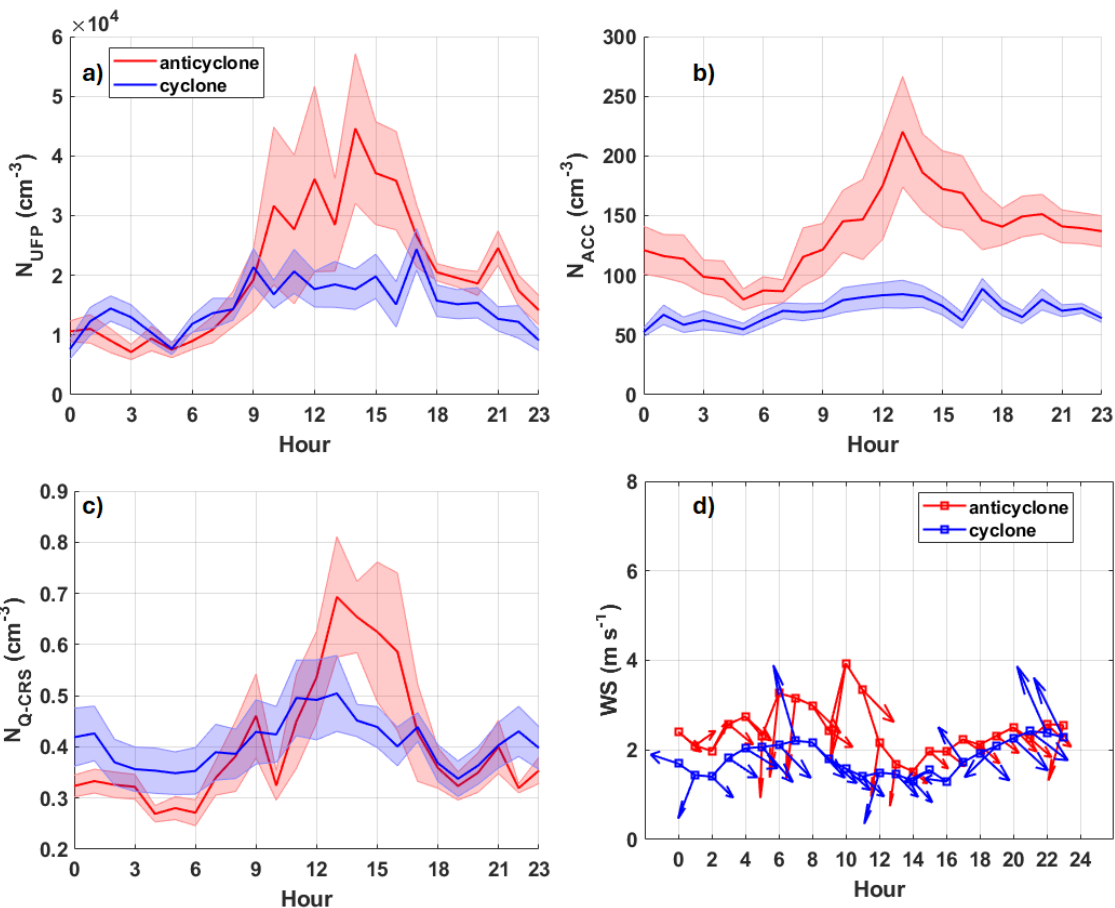 ×10⁴
a)
anticyclone
cyclone
N_UFP (cm⁻³)
6
5
4
3
2
1
0
0 3 6 9 12 15 18 21 23
Hour
b)
N_ACC (cm⁻³)
300
250
200
150
100
50
0
0 3 6 9 12 15 18 21 23
Hour
c)
N_Q-CRS (cm⁻³)
0.9
0.8
0.7
0.6
0.5
0.4
0.3
0.2
0 3 6 9 12 15 18 21 23
Hour
d)
anticyclone
cyclone
WS (m s⁻¹)
8
6
4
2
0
0 2 4 6 8 10 12 14 16 18 20 22 24
Hour